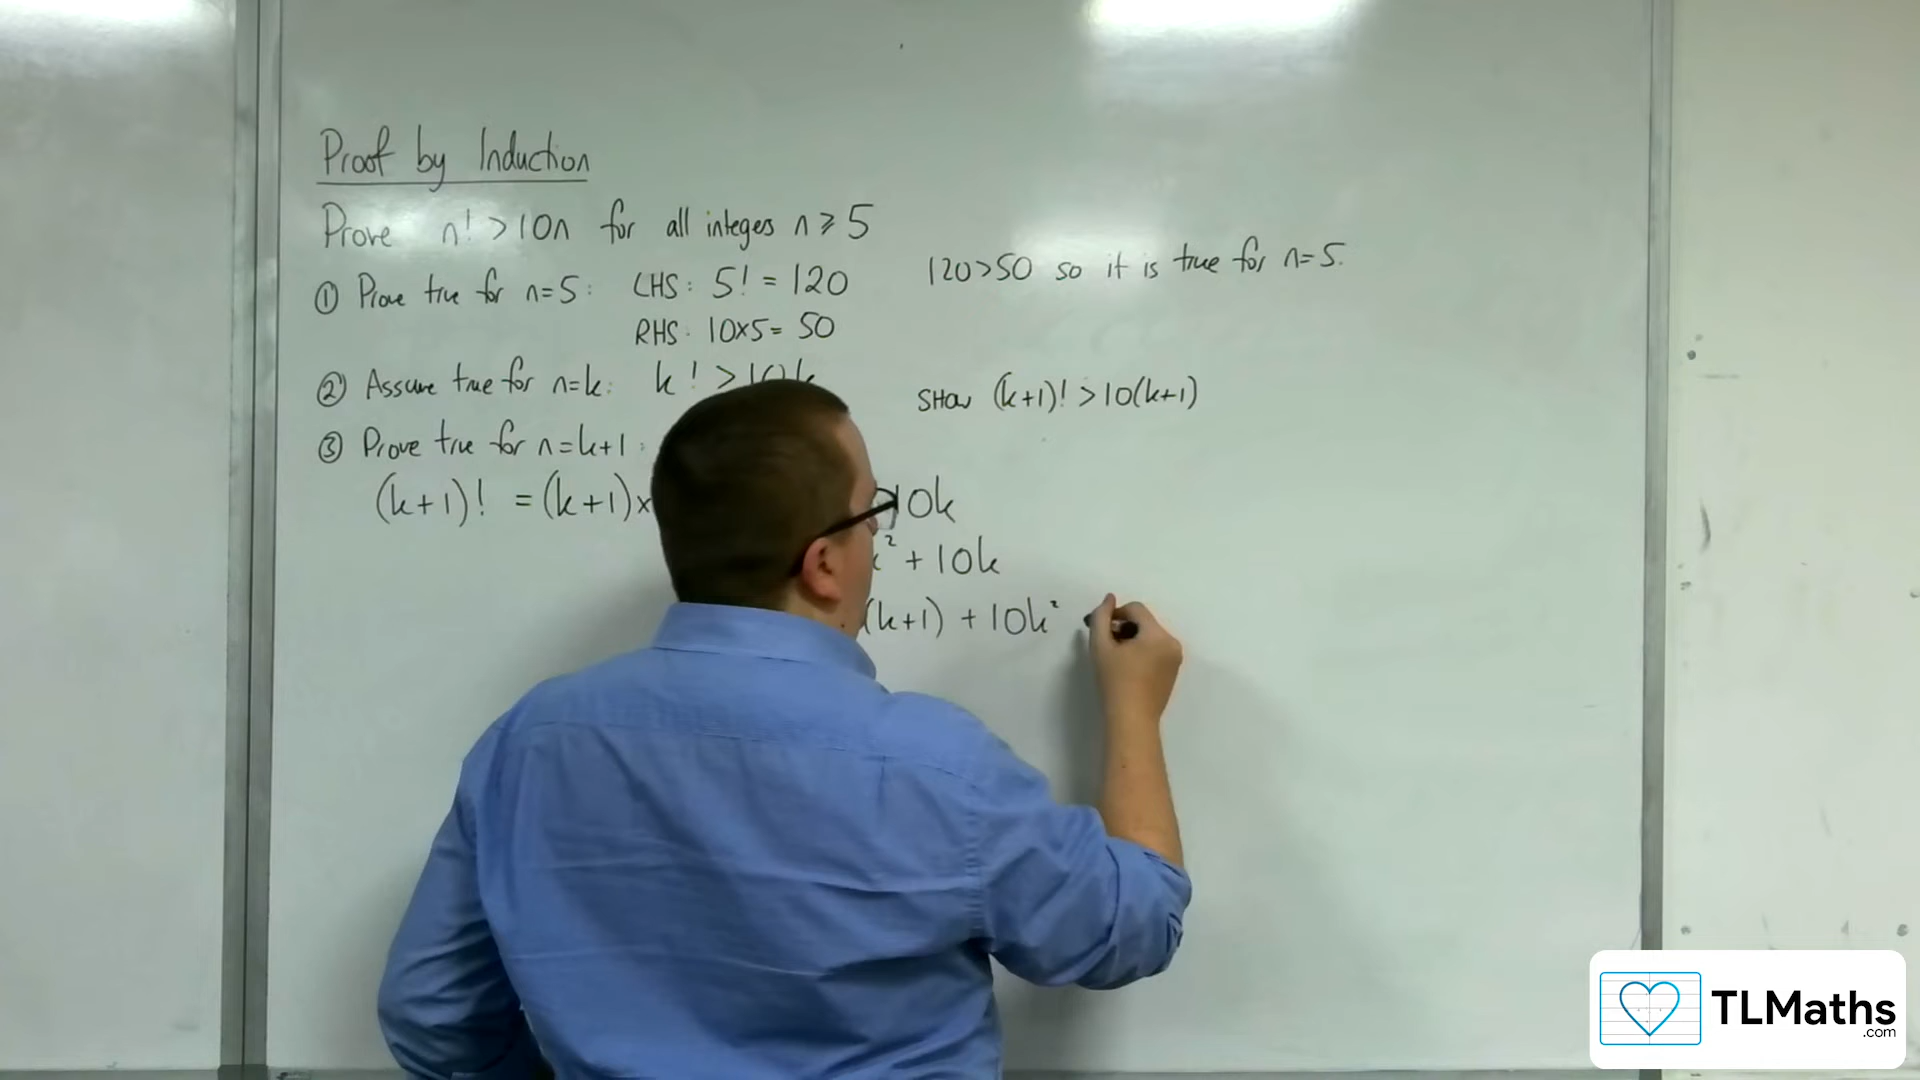 Proof by Induction
Prove n! > 10n for all integers n ⩾ 5
① Prove true for n=5: LHS: 5! = 120
RHS: 10×5 = 50
120>50 so it is true for n=5.
② Assume true for n=k: k! > 10k
SHOW (k+1)! > 10(k+1)
③ Prove true for n=k+1:
(k+1)! = (k+1)× 10k
² + 10k
(k+1) + 10k²
TLMaths
.com